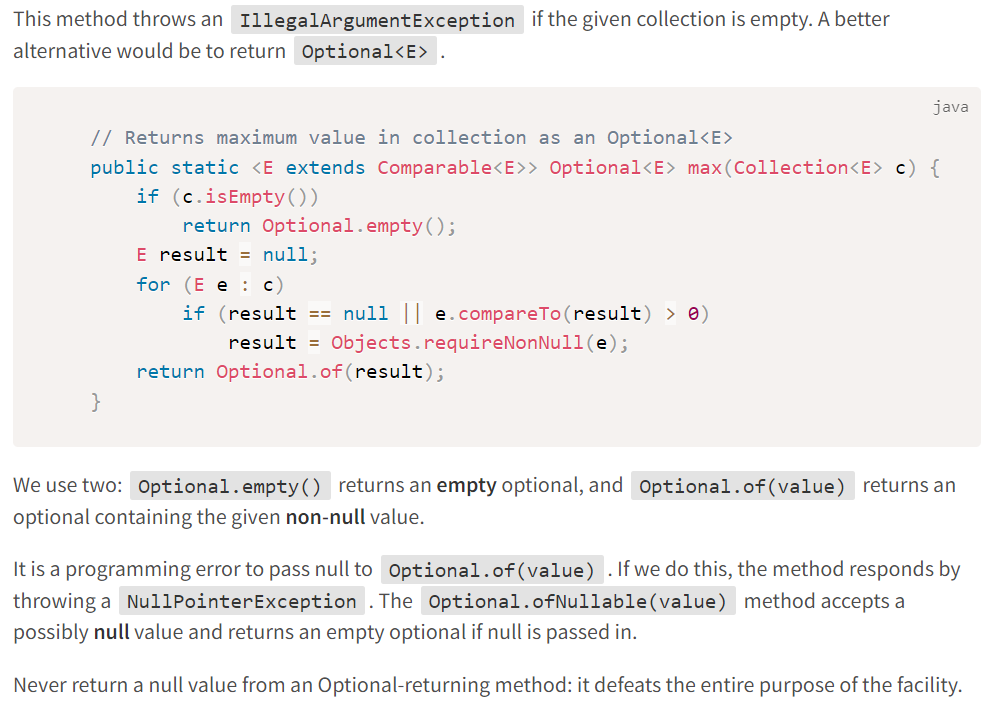 This method throws an IllegalArgumentException if the given collection is empty. A better
alternative would be to return Optional<E> .
java
// Returns maximum value in collection as an Optional<E>
public static <E extends Comparable<E>> Optional<E> max(Collection<E> c) {
    if (c.isEmpty())
        return Optional.empty();
    E result = null;
    for (E e : c)
        if (result == null || e.compareTo(result) > 0)
            result = Objects.requireNonNull(e);
    return Optional.of(result);
}
We use two: Optional.empty() returns an empty optional, and Optional.of(value) returns an
optional containing the given non-null value.
It is a programming error to pass null to Optional.of(value) . If we do this, the method responds by
throwing a NullPointerException . The Optional.ofNullable(value) method accepts a
possibly null value and returns an empty optional if null is passed in.
Never return a null value from an Optional-returning method: it defeats the entire purpose of the facility.